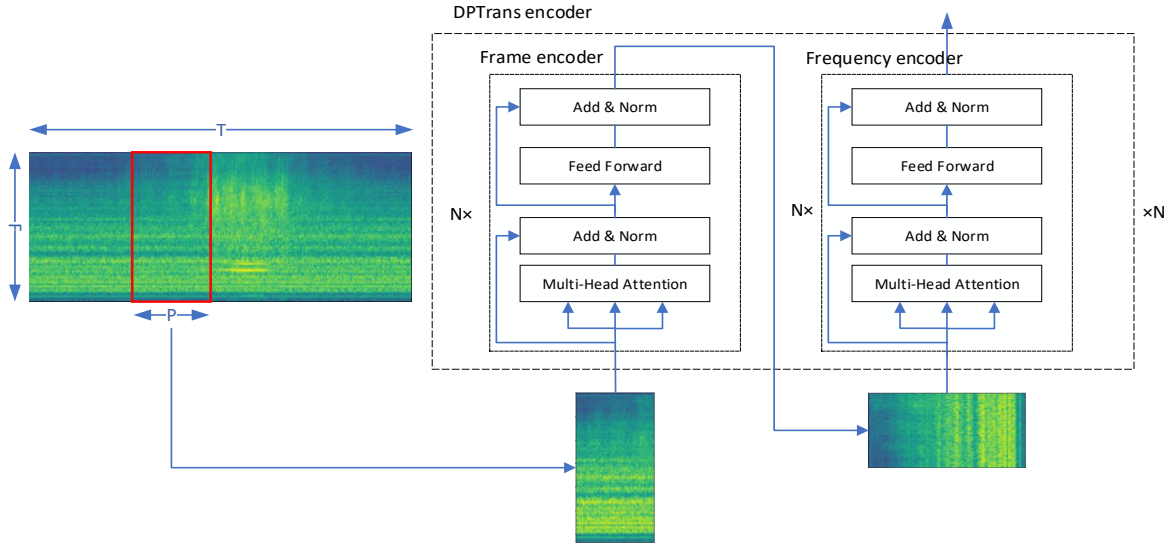 DPTrans encoder
Frame encoder
Frequency encoder
T
Add & Norm
Add & Norm
Feed Forward
Feed Forward
N×
N×
×N
Add & Norm
Add & Norm
Multi-Head Attention
Multi-Head Attention
P